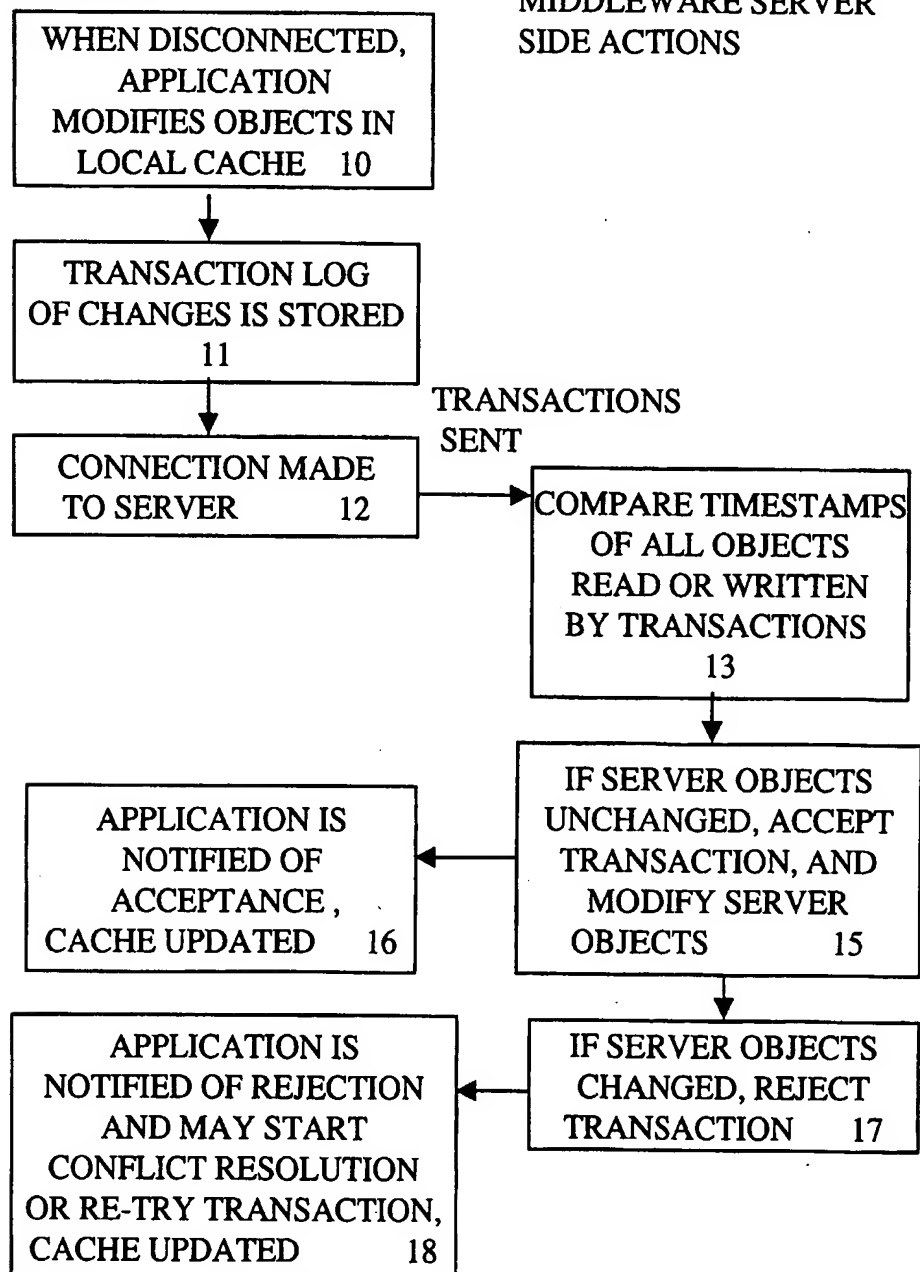 MIDDLEWARE SERVER
SIDE ACTIONS
WHEN DISCONNECTED,
APPLICATION
MODIFIES OBJECTS IN
LOCAL CACHE 10
TRANSACTION LOG
OF CHANGES IS STORED
11
TRANSACTIONS
SENT
CONNECTION MADE
TO SERVER 12
COMPARE TIMESTAMPS
OF ALL OBJECTS
READ OR WRITTEN
BY TRANSACTIONS
13
IF SERVER OBJECTS
UNCHANGED, ACCEPT
TRANSACTION, AND
MODIFY SERVER
OBJECTS 15
APPLICATION IS
NOTIFIED OF
ACCEPTANCE ,
CACHE UPDATED 16
IF SERVER OBJECTS
CHANGED, REJECT
TRANSACTION 17
APPLICATION IS
NOTIFIED OF REJECTION
AND MAY START
CONFLICT RESOLUTION
OR RE-TRY TRANSACTION,
CACHE UPDATED 18